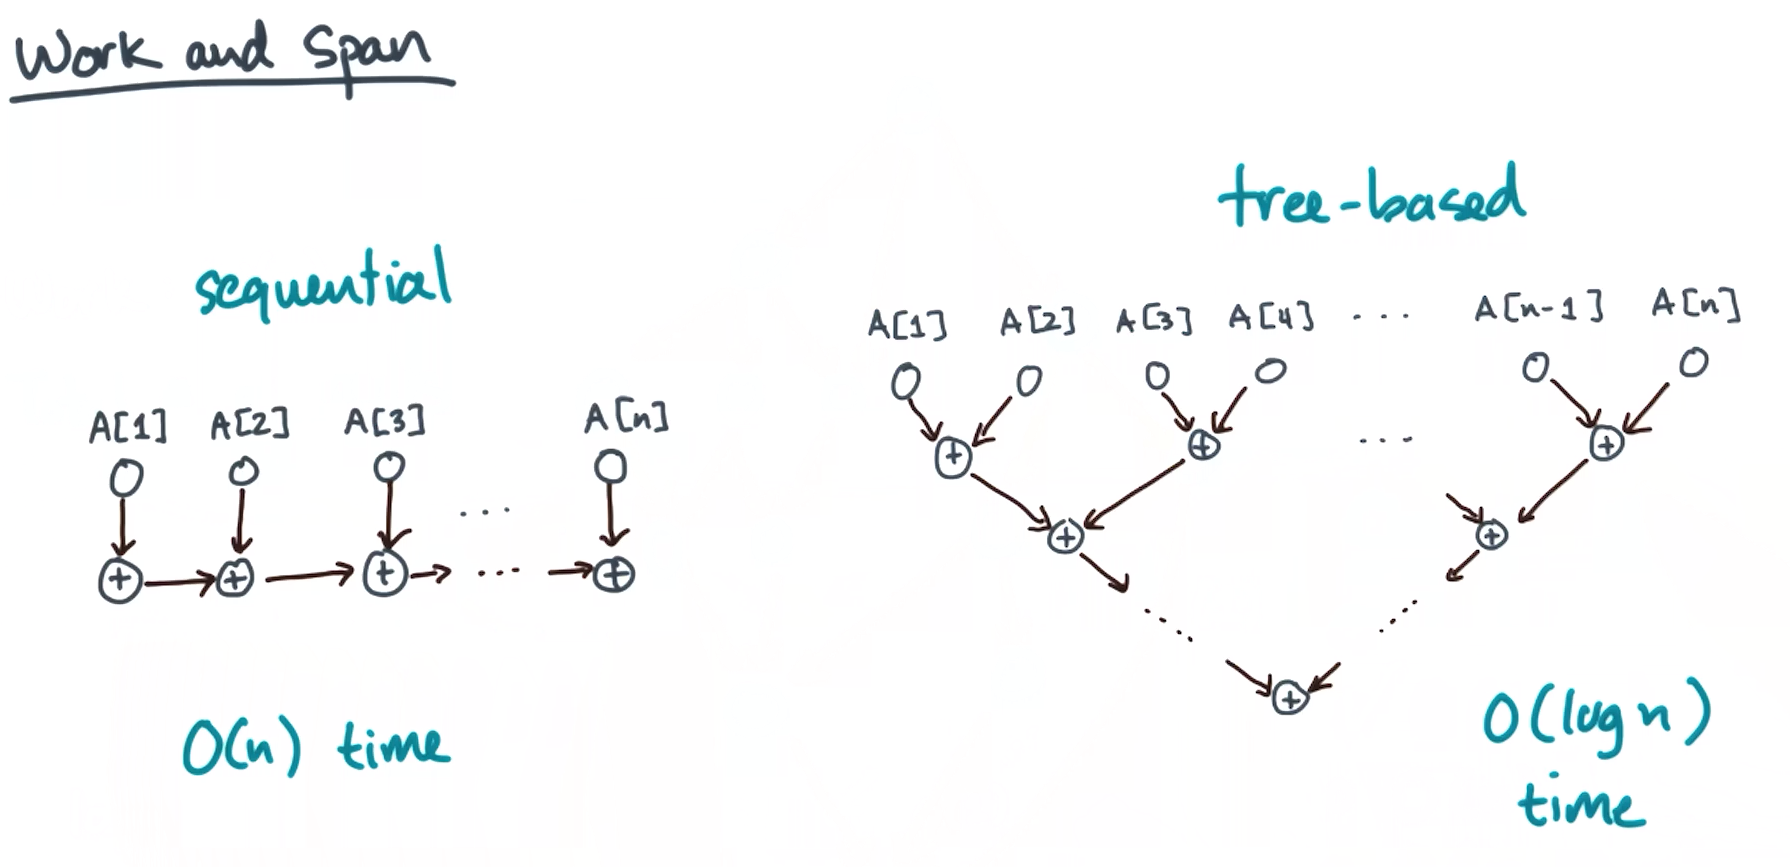 Work and Span
sequential
A[1] A[2] A[3] A[n]
...
+ + + ... +
O(n) time
tree-based
A[1] A[2] A[3] A[4] ... A[n-1] A[n]
+ + ... +
+ +
+
O(log n)
time